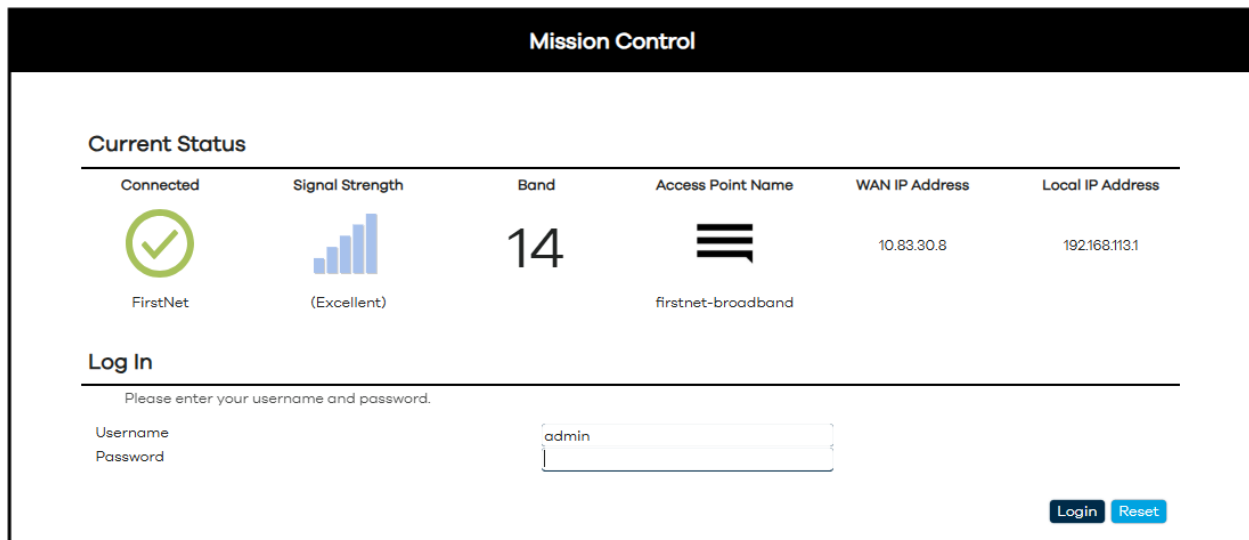 Mission Control
Current Status
Connected Signal Strength Band Access Point Name WAN IP Address Local IP Address
14 10.83.30.8 192.168.113.1
FirstNet (Excellent) firstnet-broadband
Log In
Please enter your username and password.
Username admin
Password
Login Reset